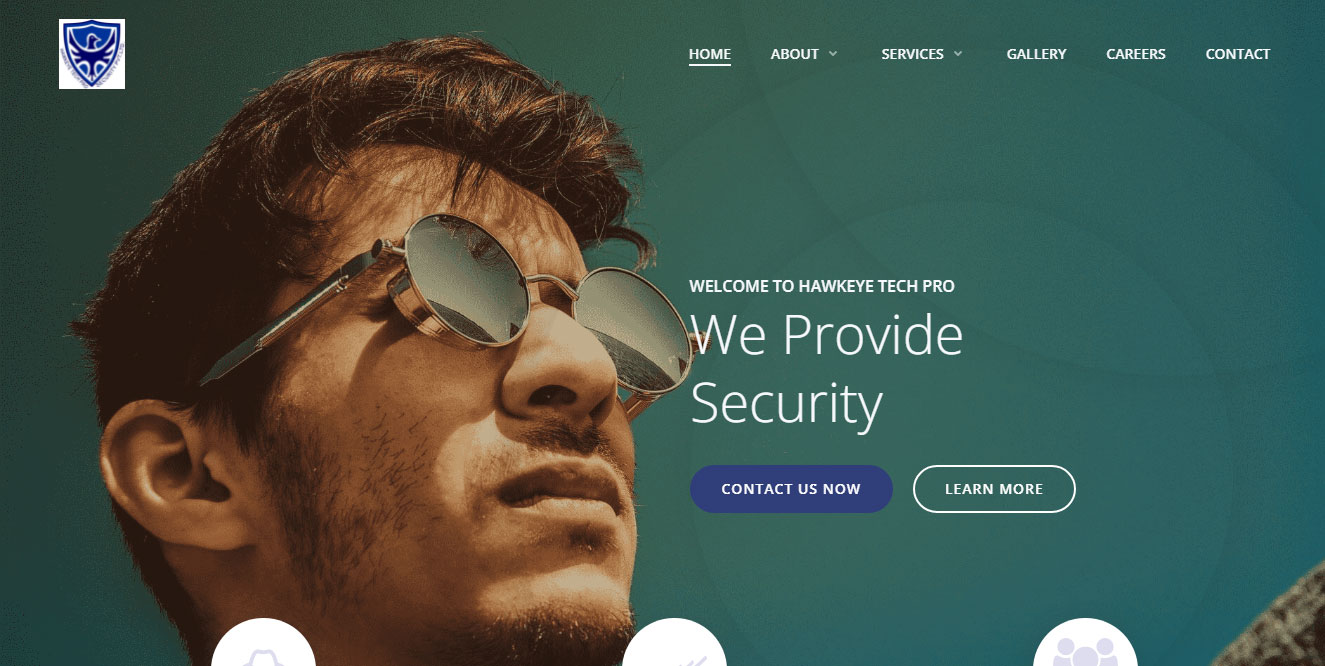 HOME
ABOUT
SERVICES
GALLERY
CAREERS
CONTACT
WELCOME TO HAWKEYE TECH PRO
We Provide
Security
CONTACT US NOW
LEARN MORE